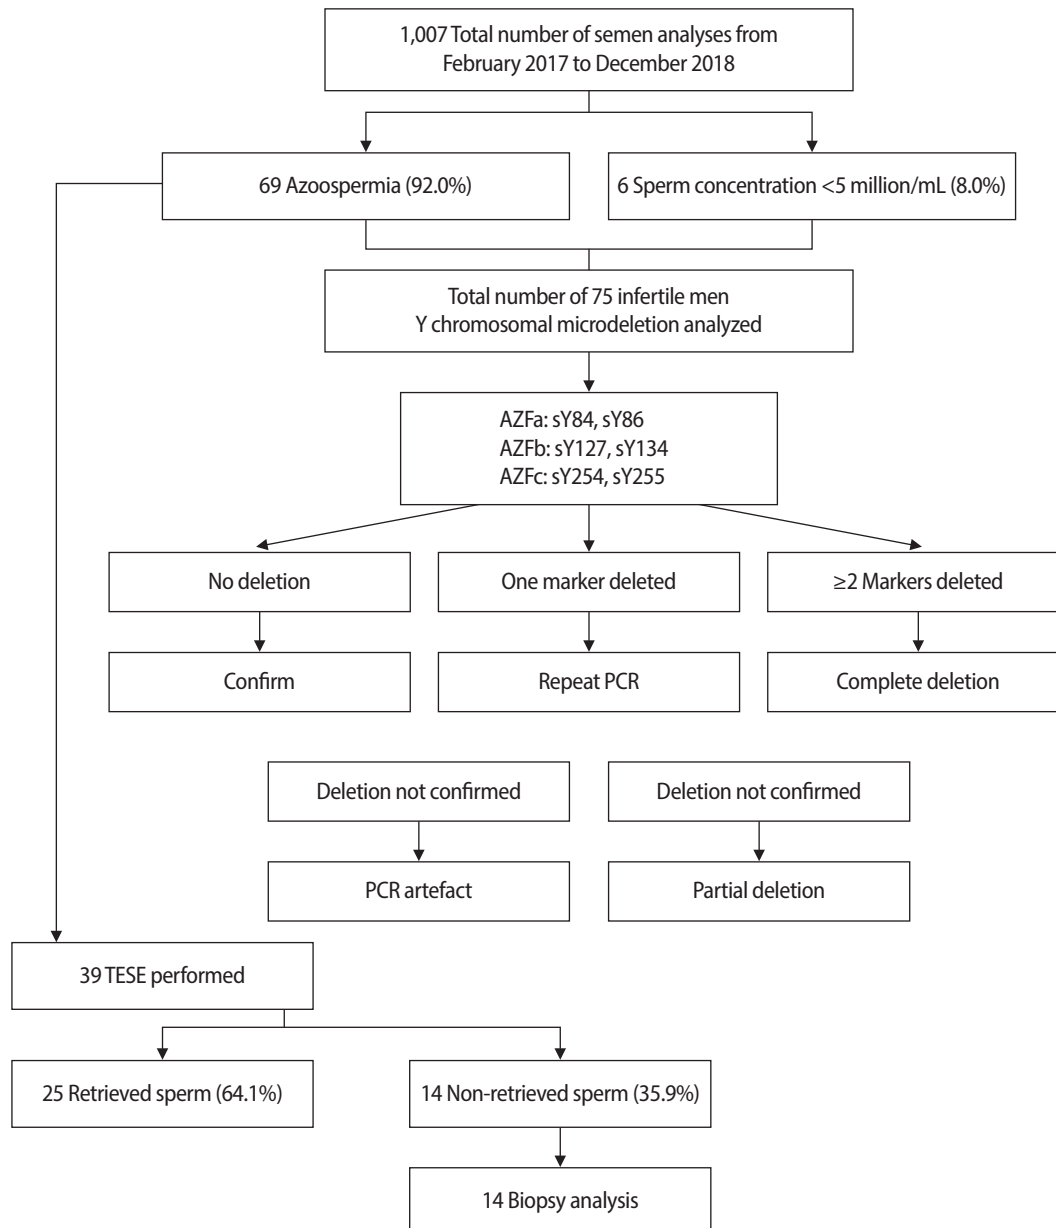 1,007 Total number of semen analyses from
February 2017 to December 2018
69 Azoospermia (92.0%)
6 Sperm concentration <5 million/mL (8.0%)
Total number of 75 infertile men
Y chromosomal microdeletion analyzed
AZFa: sY84, sY86
AZFb: sY127, sY134
AZFc: sY254, sY255
No deletion
One marker deleted
≥2 Markers deleted
Confirm
Repeat PCR
Complete deletion
Deletion not confirmed
Deletion not confirmed
PCR artefact
Partial deletion
39 TESE performed
25 Retrieved sperm (64.1%)
14 Non-retrieved sperm (35.9%)
14 Biopsy analysis